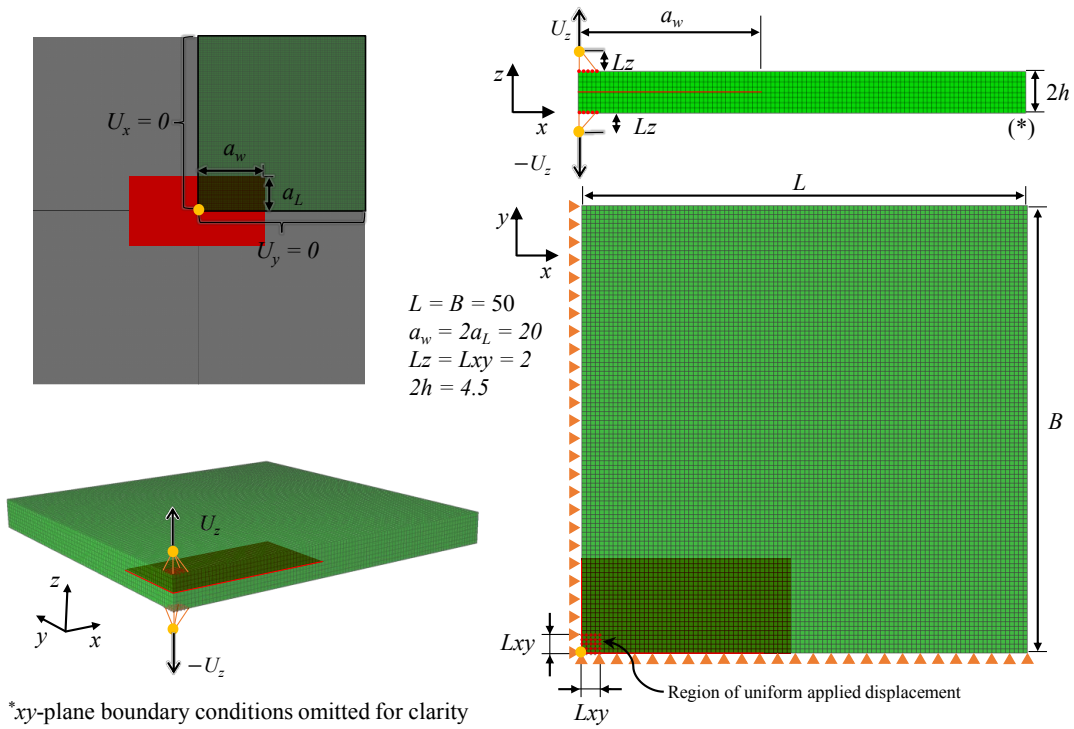 U_x = 0
a_w
a_L
U_y = 0
U_z
a_w
Lz
z
x
2h
Lz
(*)
−U_z
L
y
x
L = B = 50
a_w = 2a_L = 20
Lz = Lxy = 2
2h = 4.5
B
U_z
z
y
x
−U_z
Lxy
Region of uniform applied displacement
Lxy
*xy-plane boundary conditions omitted for clarity